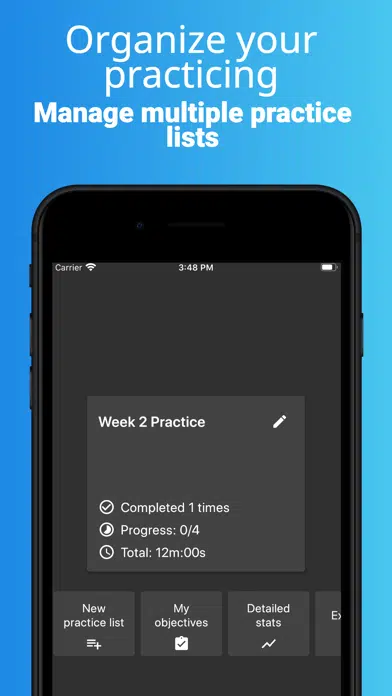 Organize your
practicing
Manage multiple practice
lists
Carrier
3:48 PM
Week 2 Practice
Completed 1 times
Progress: 0/4
Total: 12m:00s
New
practice list
My
objectives
Detailed
stats